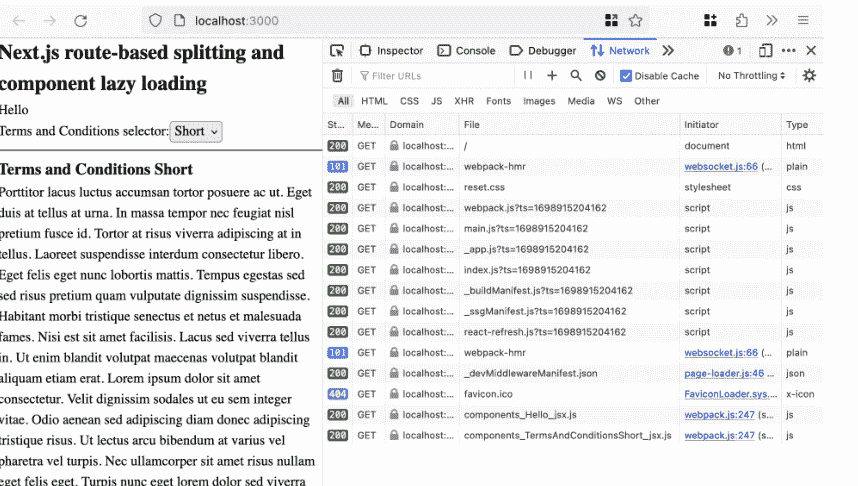 localhost:3000
Next.js route-based splitting and
component lazy loading
Hello
Terms and Conditions selector: Short
Terms and Conditions Short
Porttitor lacus luctus accumsan tortor posuere ac ut. Eget
duis at tellus at urna. In massa tempor nec feugiat nisl
pretium fusce id. Tortor at risus viverra adipiscing at in
tellus. Laoreet suspendisse interdum consectetur libero.
Eget felis eget nunc lobortis mattis. Tempus egestas sed
sed risus pretium quam vulputate dignissim suspendisse.
Habitant morbi tristique senectus et netus et malesuada
fames. Nisi est sit amet facilisis. Lacus sed viverra tellus
in. Ut enim blandit volutpat maecenas volutpat blandit
aliquam etiam erat. Lorem ipsum dolor sit amet
consectetur. Velit dignissim sodales ut eu sem integer
vitae. Odio aenean sed adipiscing diam donec adipiscing
tristique risus. Ut lectus arcu bibendum at varius vel
pharetra vel turpis. Nec ullamcorper sit amet risus nullam
eget felis eget. Turpis nunc eget lorem dolor sed viverra
Inspector Console Debugger Network 1
Filter URLs Disable Cache No Throttling
All HTML CSS JS XHR Fonts Images Media WS Other
St... Me... Domain File Initiator Type
200 GET localhost:... / document html
101 GET localhost:... webpack-hmr websocket.js:66 (... plain
200 GET localhost:... reset.css stylesheet css
200 GET localhost:... webpack.js?ts=1698915204162 script js
200 GET localhost:... main.js?ts=1698915204162 script js
200 GET localhost:... _app.js?ts=1698915204162 script js
200 GET localhost:... index.js?ts=1698915204162 script js
200 GET localhost:... _buildManifest.js?ts=1698915204162 script js
200 GET localhost:... _ssgManifest.js?ts=1698915204162 script js
200 GET localhost:... react-refresh.js?ts=1698915204162 script js
101 GET localhost:... webpack-hmr websocket.js:66 (... plain
200 GET localhost:... _devMiddlewareManifest.json page-loader.js:46 ... json
404 GET localhost:... favicon.ico FaviconLoader.sys.... x-icon
200 GET localhost:... components_Hello_jsx.js webpack.js:247 (s... js
200 GET localhost:... components_TermsAndConditionsShort_jsx.js webpack.js:247 (s... js